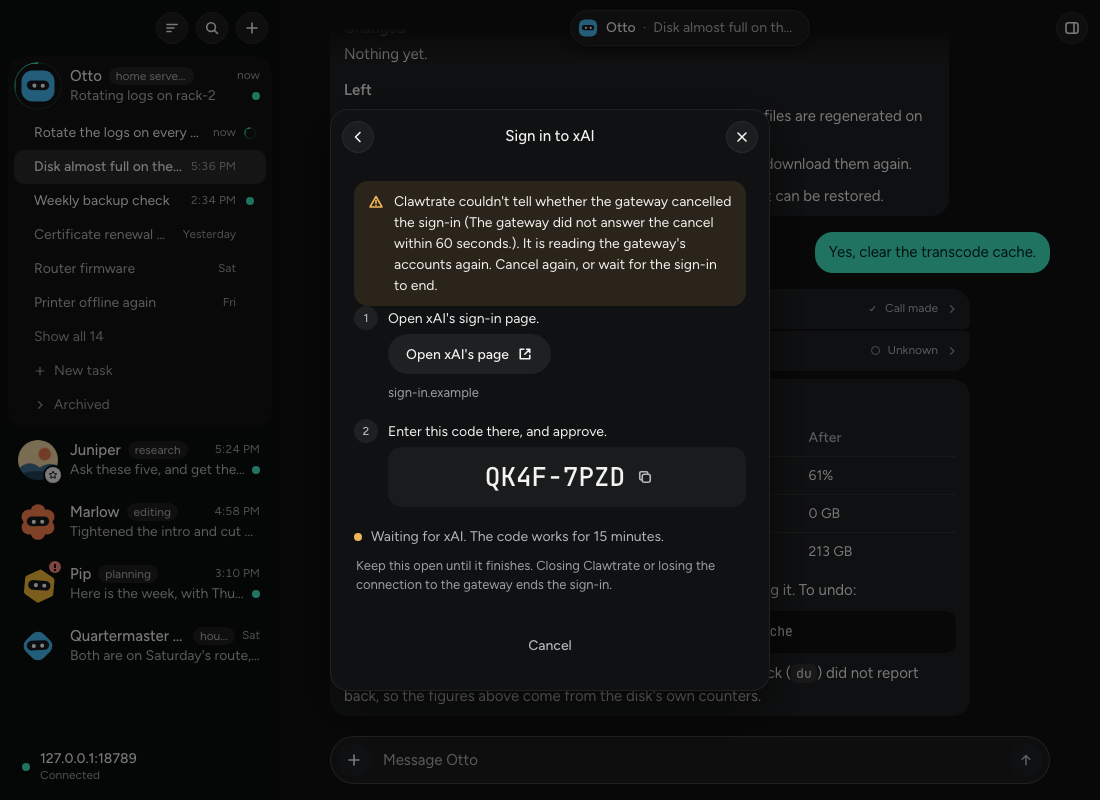 Otto · Disk almost full on th...
Otto home serve... now
Rotating logs on rack-2
Rotate the logs on every ... now
Disk almost full on the... 5:36 PM
Weekly backup check 2:34 PM
Certificate renewal ... Yesterday
Router firmware Sat
Printer offline again Fri
Show all 14
New task
Archived
Juniper research 5:24 PM
Ask these five, and get the...
Marlow editing 4:58 PM
Tightened the intro and cut ...
Pip planning 3:10 PM
Here is the week, with Thu...
Quartermaster ... hou... Sat
Both are on Saturday's route,...
127.0.0.1:18789
Connected
Changed
Nothing yet.
Left
files are regenerated on
download them again.
can be restored.
Yes, clear the transcode cache.
Call made
Unknown
After
61%
0 GB
213 GB
g it. To undo:
che
ck ( du ) did not report
back, so the figures above come from the disk's own counters.
Sign in to xAI
Clawtrate couldn't tell whether the gateway cancelled
the sign-in (The gateway did not answer the cancel
within 60 seconds.). It is reading the gateway's
accounts again. Cancel again, or wait for the sign-in
to end.
1 Open xAI's sign-in page.
Open xAI's page
sign-in.example
2 Enter this code there, and approve.
QK4F-7PZD
Waiting for xAI. The code works for 15 minutes.
Keep this open until it finishes. Closing Clawtrate or losing the
connection to the gateway ends the sign-in.
Cancel
Message Otto